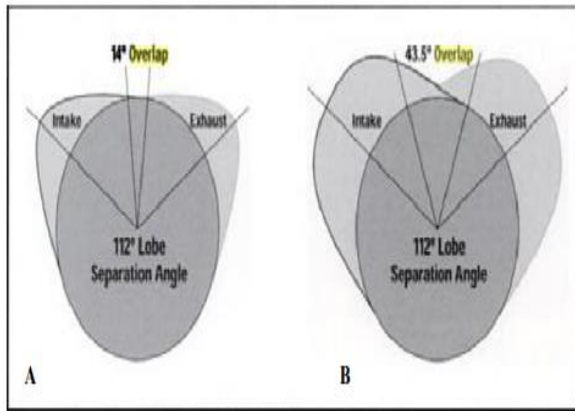 14° Overlap
Intake
Exhaust
112° Lobe
Separation Angle
A
43.5° Overlap
Intake
Exhaust
112° Lobe
Separation Angle
B